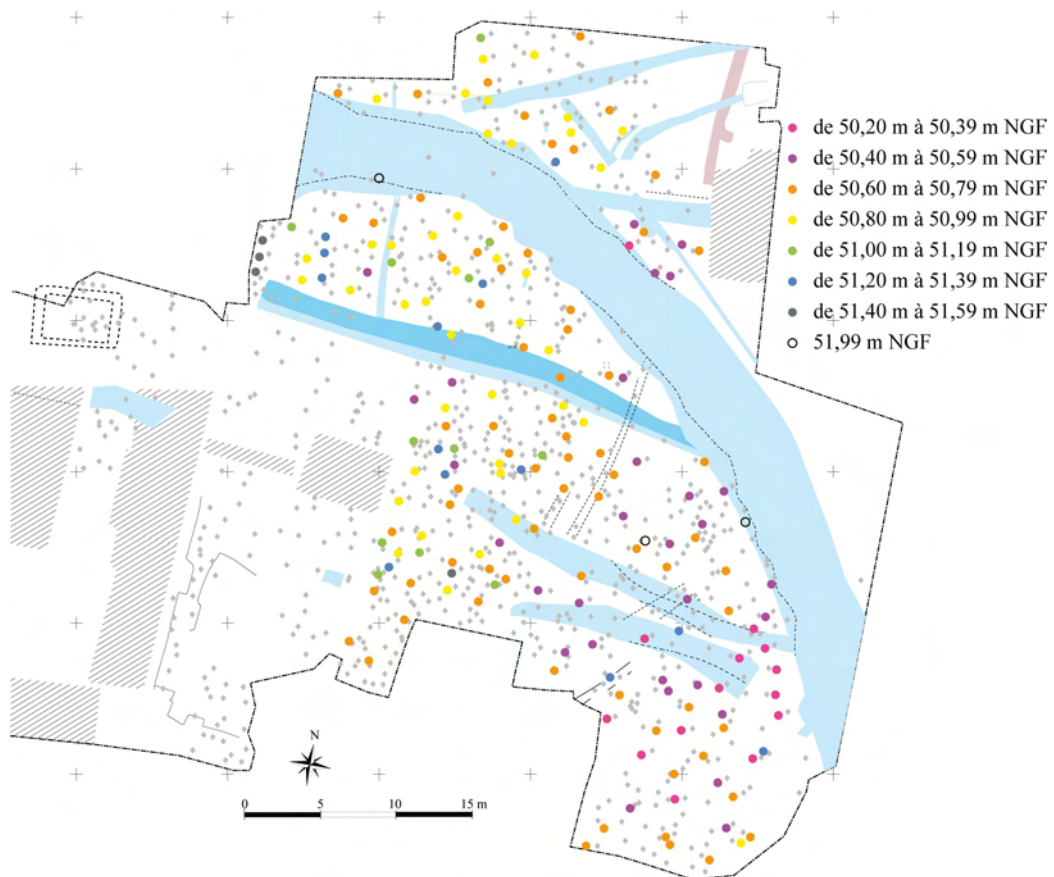 de 50,20 m à 50,39 m NGF
de 50,40 m à 50,59 m NGF
de 50,60 m à 50,79 m NGF
de 50,80 m à 50,99 m NGF
de 51,00 m à 51,19 m NGF
de 51,20 m à 51,39 m NGF
de 51,40 m à 51,59 m NGF
51,99 m NGF
N
0 5 10 15 m